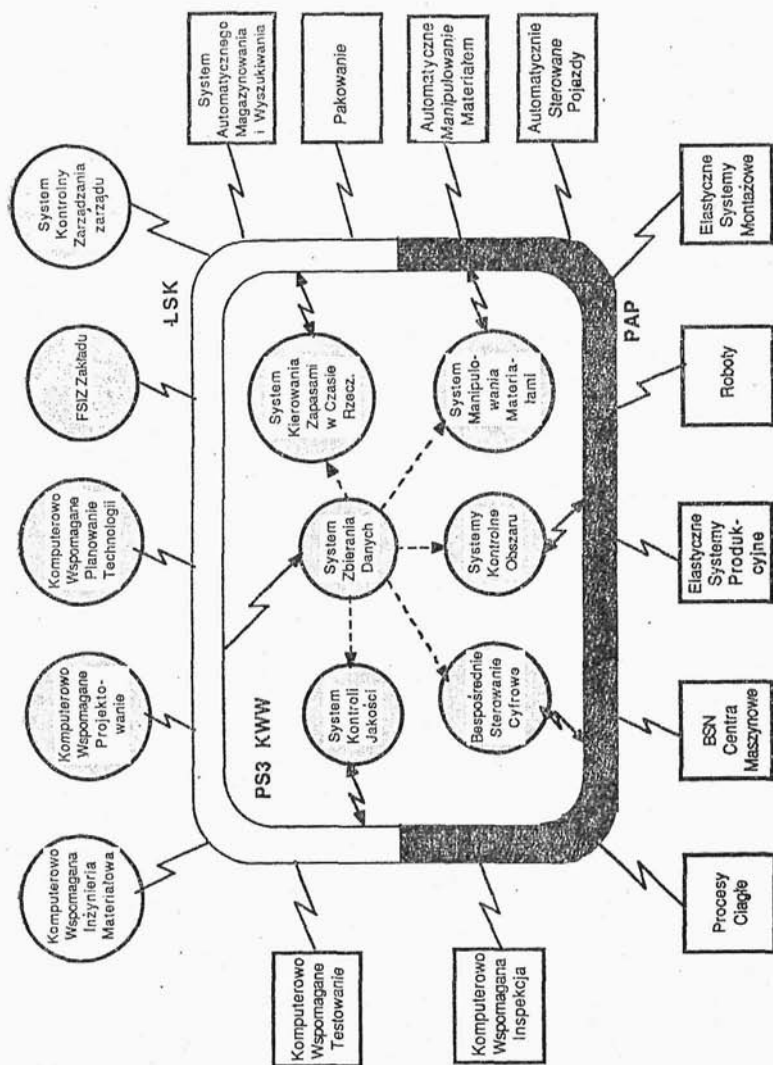 Komputerowo
Wspomagana
Inżynieria
Materiałowa
Komputerowo
Wspomagane
Projekto-
wanie
Komputerowo
Wspomagane
Planowanie
Technologii
FSIZ Zakładu
System
Kontrolny
Zarządzania
zarządu
LSK
System
Automatycznego
Magazynowania
i Wyszukiwania
Pakowanie
Automatyczne
Manipulowanie
Materiałem
Automatycznie
Sterowane
Pojazdy
PS3 KWW
System
Kontroli
Jakości
System
Zbierania
Danych
System
Kierowania
Zapasami
w Czasie
Rzecz.
Bespośrednie
Sterowanie
Cyfrowe
Systemy
Kontrolne
Obszaru
System
Manipulo-
wania
Materia-
łami
PAP
Komputerowo
Wspomagane
Testowanie
Komputerowo
Wspomagana
Inspekcja
Procesy
Ciagłe
BSN
Centra
Maszynowe
Elastyczne
Systemy
Produk-
cyjne
Roboty
Elastyczne
Systemy
Montażowe